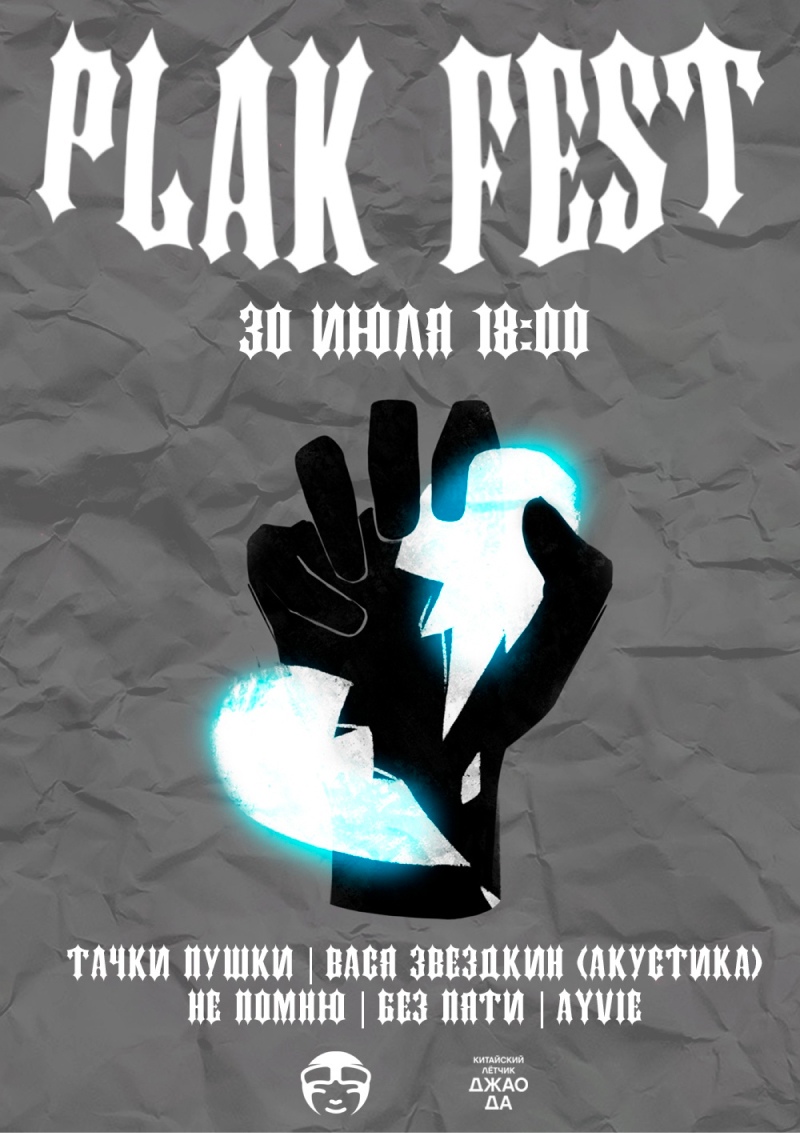 PLAK FEST
30 ИЮЛЯ 18:00
ТАЧКИ ПУШКИ | ВАСЯ ЗВЕЗДКИН (АКУСТИКА)
НЕ ПОМНЮ | БЕЗ ПЯТИ | AYVIE
КИТАЙСКИЙ
ЛЁТЧИК
ДЖАО
ДА